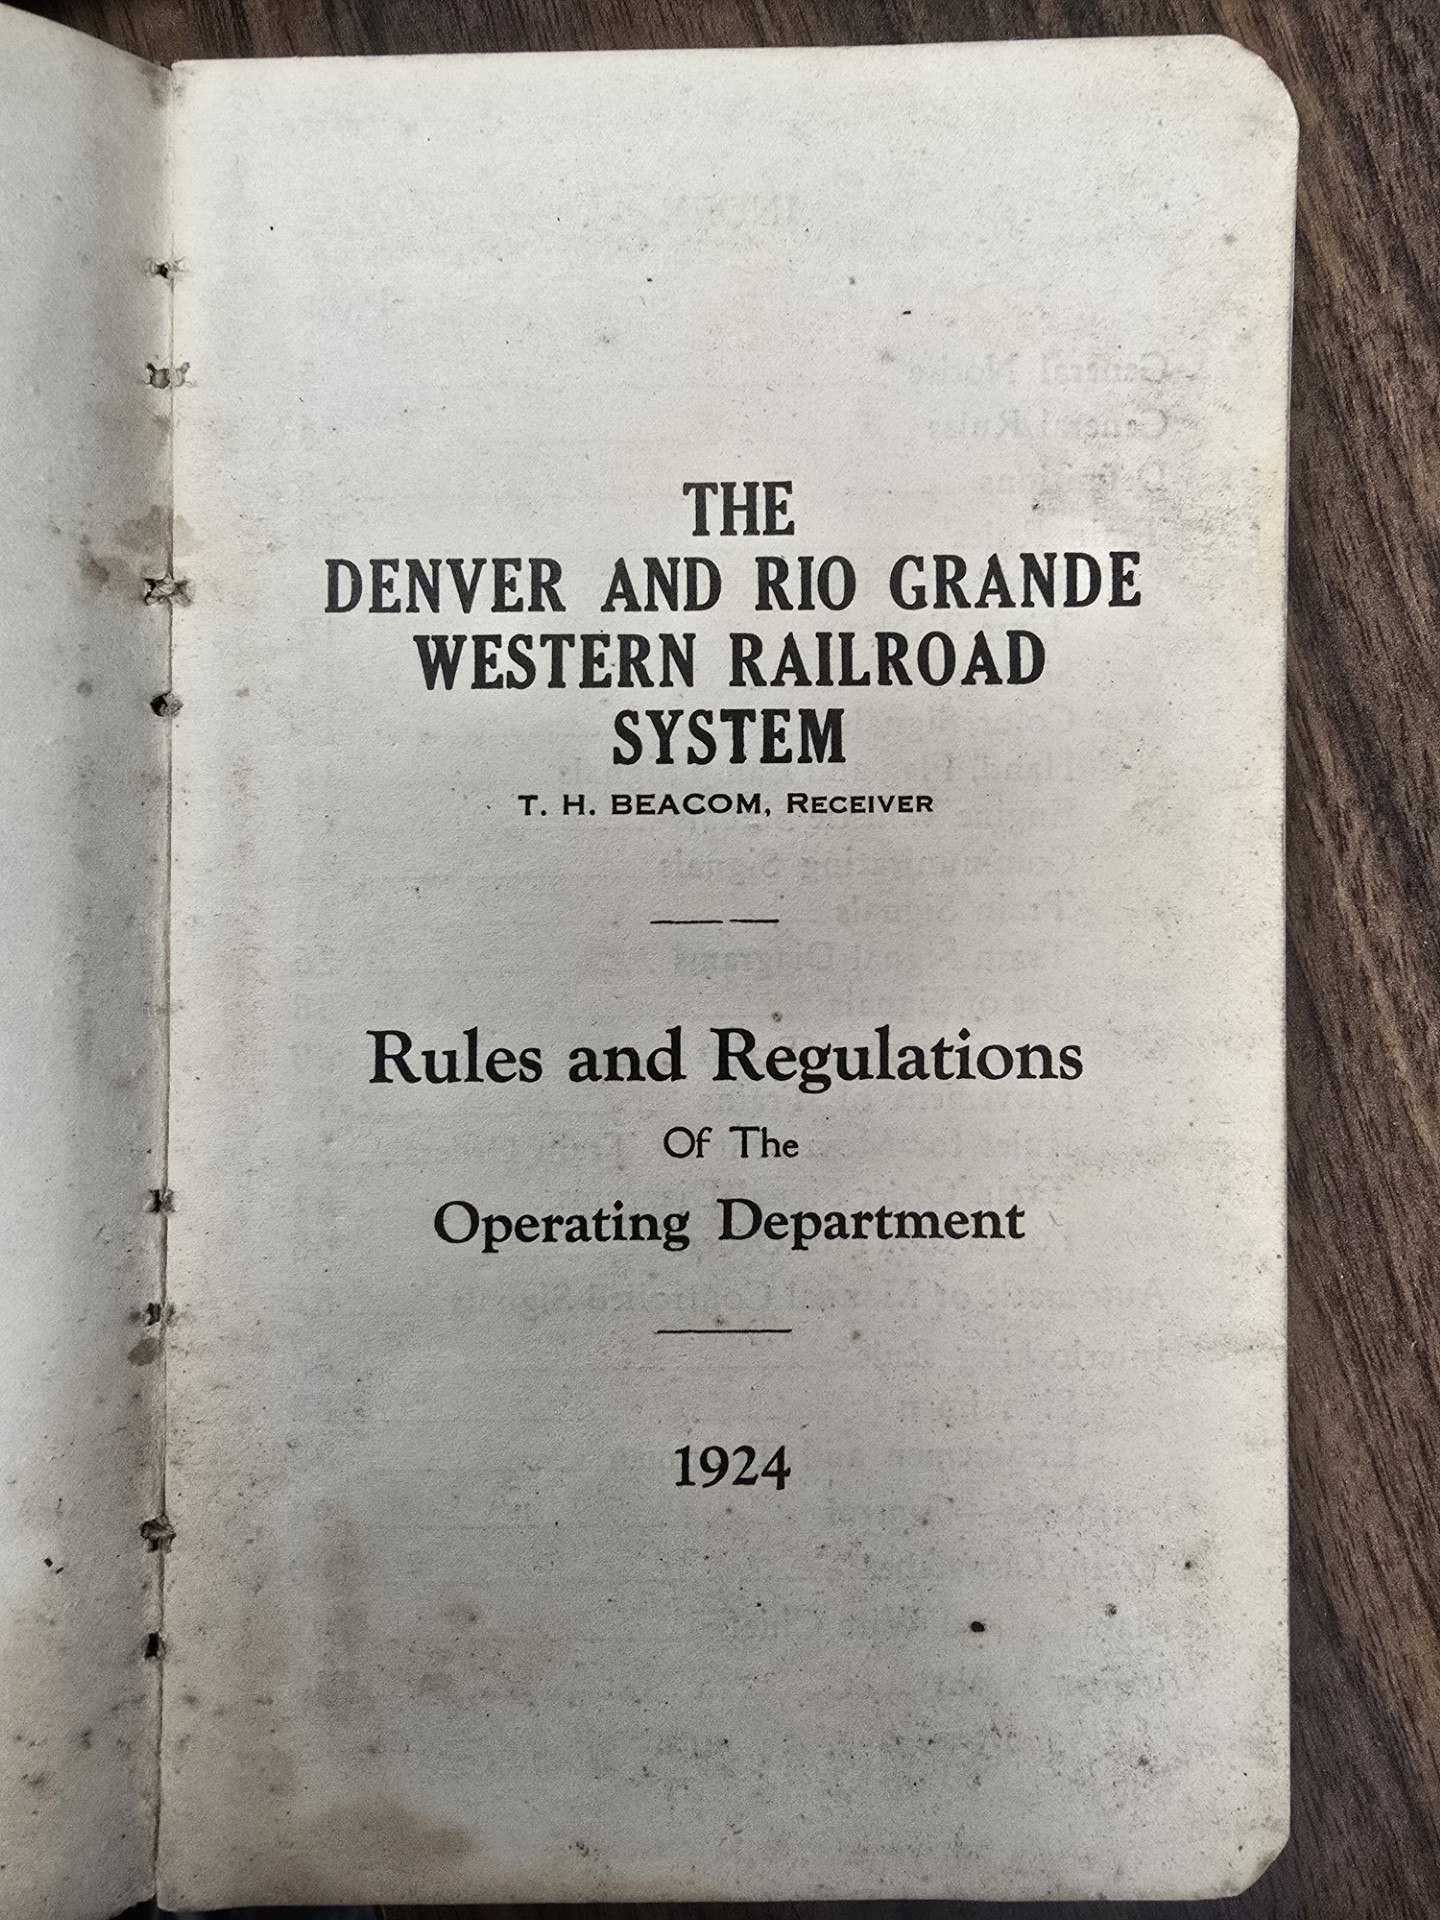 THE
DENVER AND RIO GRANDE
WESTERN RAILROAD
SYSTEM
T. H. BEACOM, RECEIVER
Rules and Regulations
Of The
Operating Department
1924